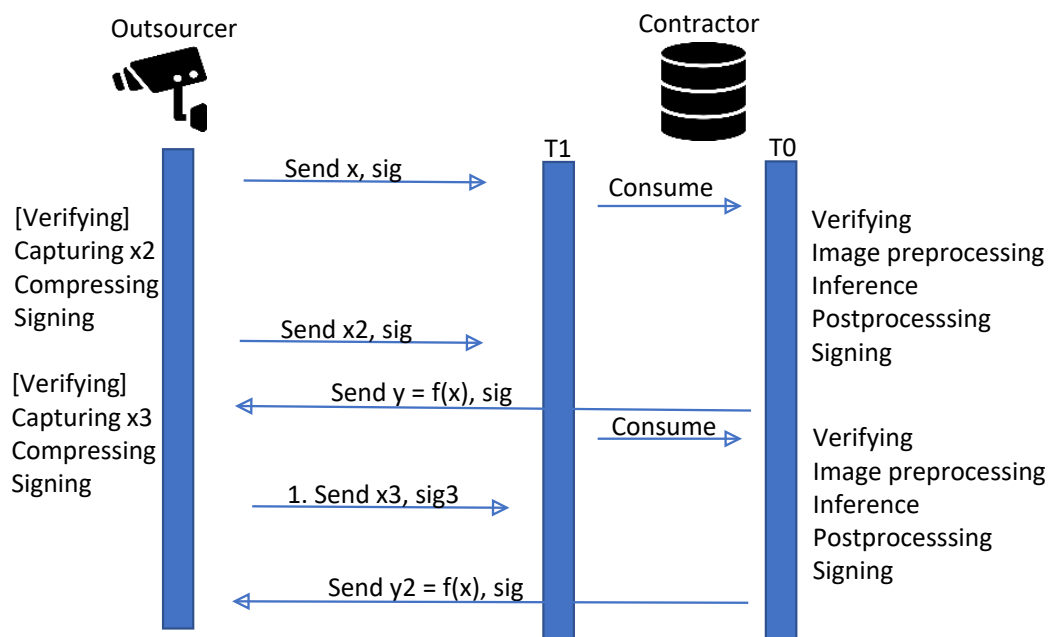 Outsourcer
Contractor
T1
T0
Send x, sig
Consume
[Verifying]
Capturing x2
Compressing
Signing
Verifying
Image preprocessing
Inference
Postprocesssing
Signing
Send x2, sig
[Verifying]
Capturing x3
Compressing
Signing
Send y = f(x), sig
Consume
Verifying
Image preprocessing
Inference
Postprocesssing
Signing
1. Send x3, sig3
Send y2 = f(x), sig